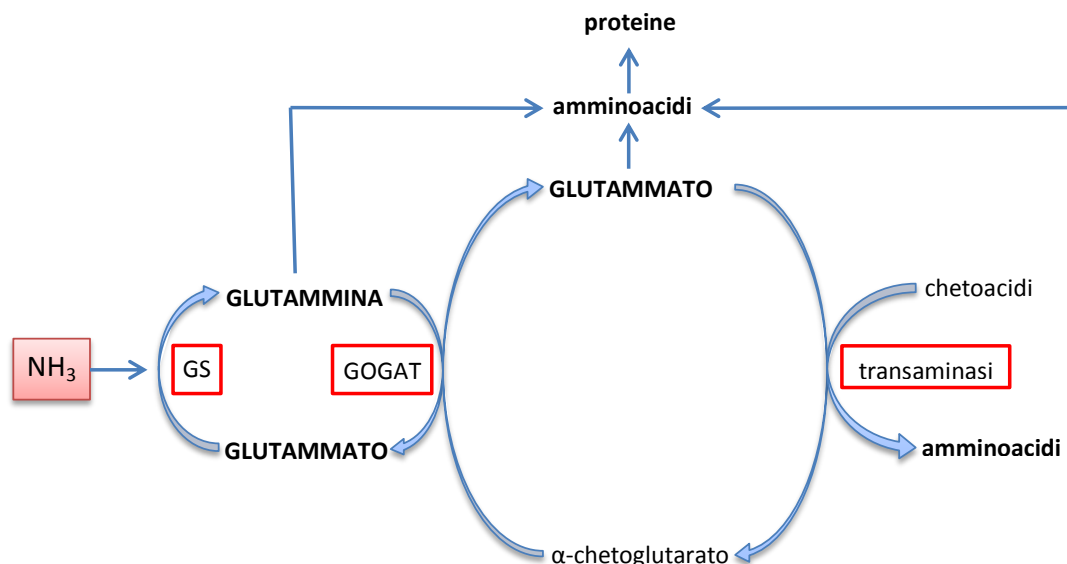 proteine
amminoacidi
GLUTAMMATO
GLUTAMMINA
chetoacidi
NH₃
GS
GOGAT
transaminasi
GLUTAMMATO
amminoacidi
α-chetoglutarato